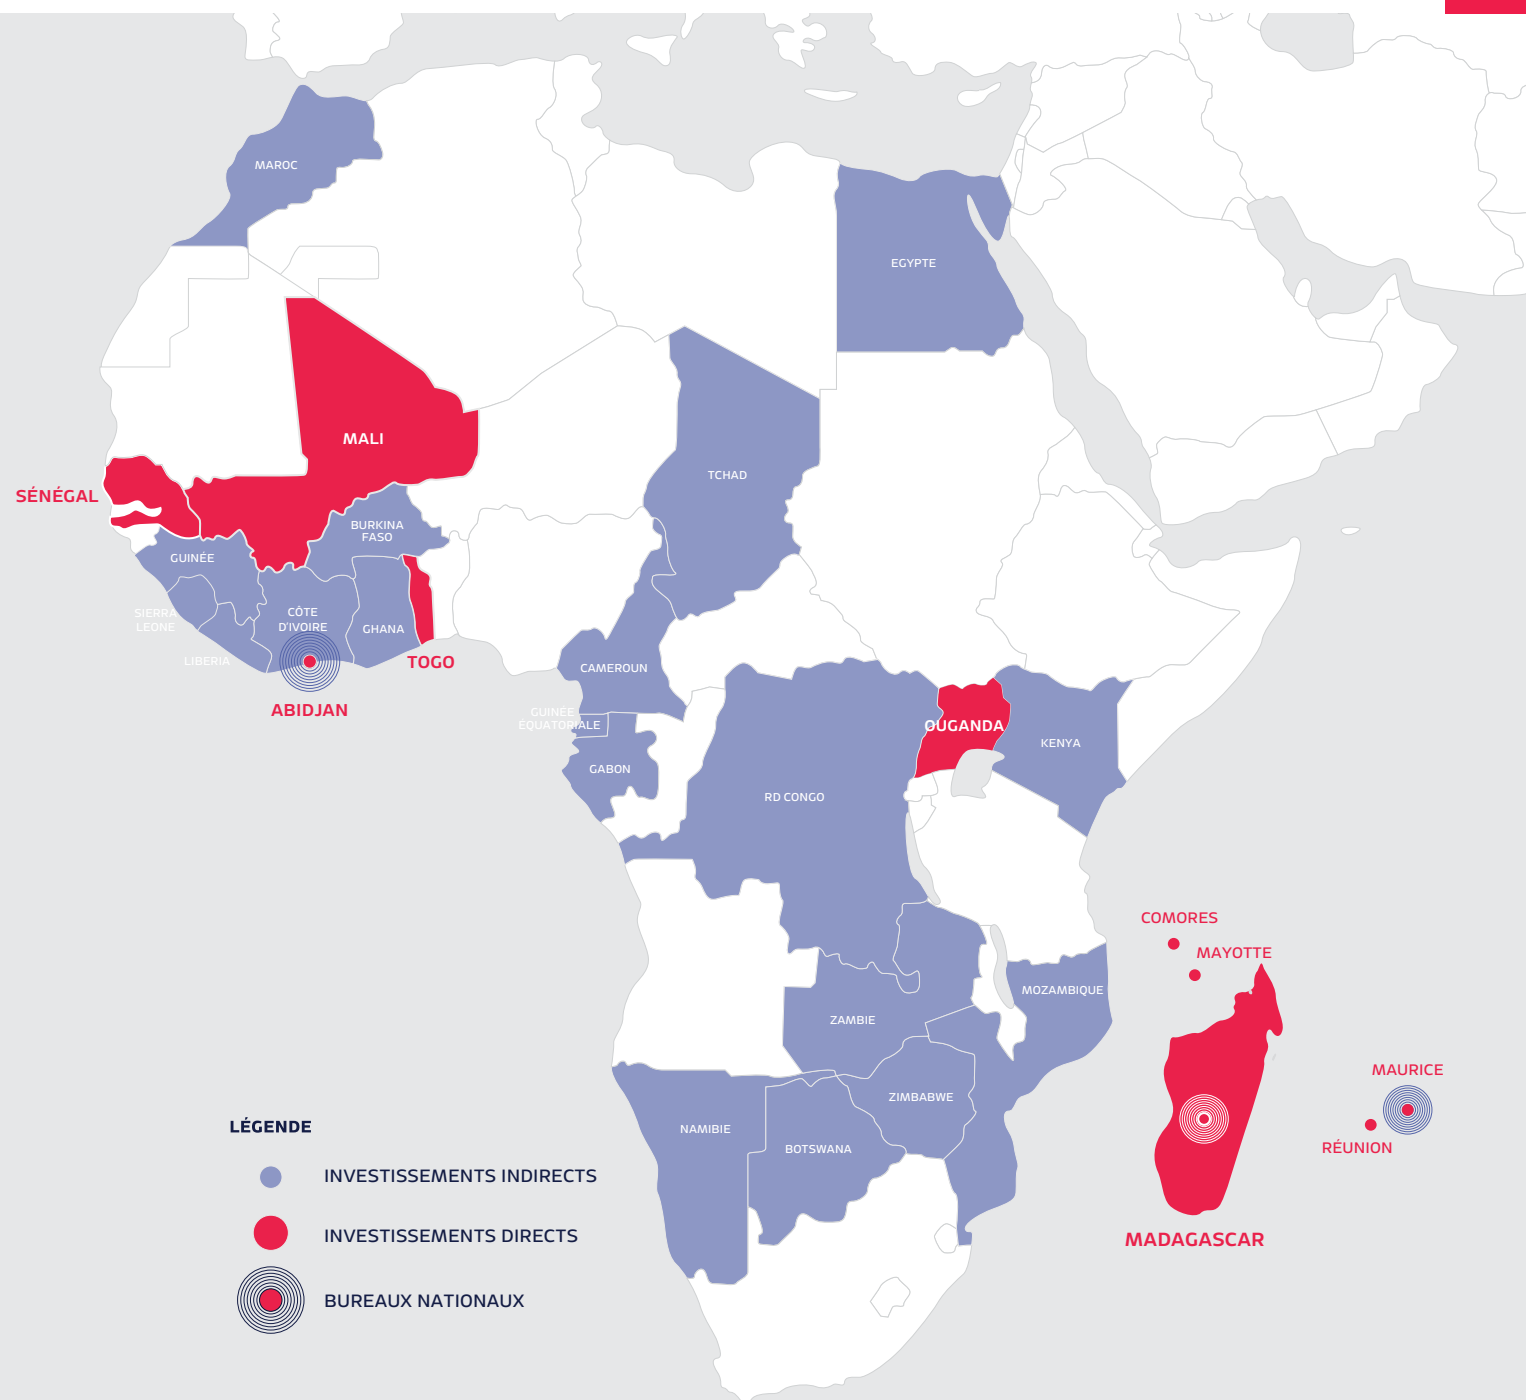 MAROC
EGYPTE
MALI
TCHAD
SÉNÉGAL
BURKINA
FASO
GUINÉE
SIERRA
LEONE
CÔTE
D'IVOIRE
GHANA
LIBERIA
TOGO
ABIDJAN
CAMEROUN
GUINÉE
ÉQUATORIALE
GABON
OUGANDA
KENYA
RD CONGO
COMORES
MAYOTTE
MOZAMBIQUE
ZAMBIE
MAURICE
ZIMBABWE
NAMIBIE
BOTSWANA
RÉUNION
MADAGASCAR
LÉGENDE
INVESTISSEMENTS INDIRECTS
INVESTISSEMENTS DIRECTS
BUREAUX NATIONAUX